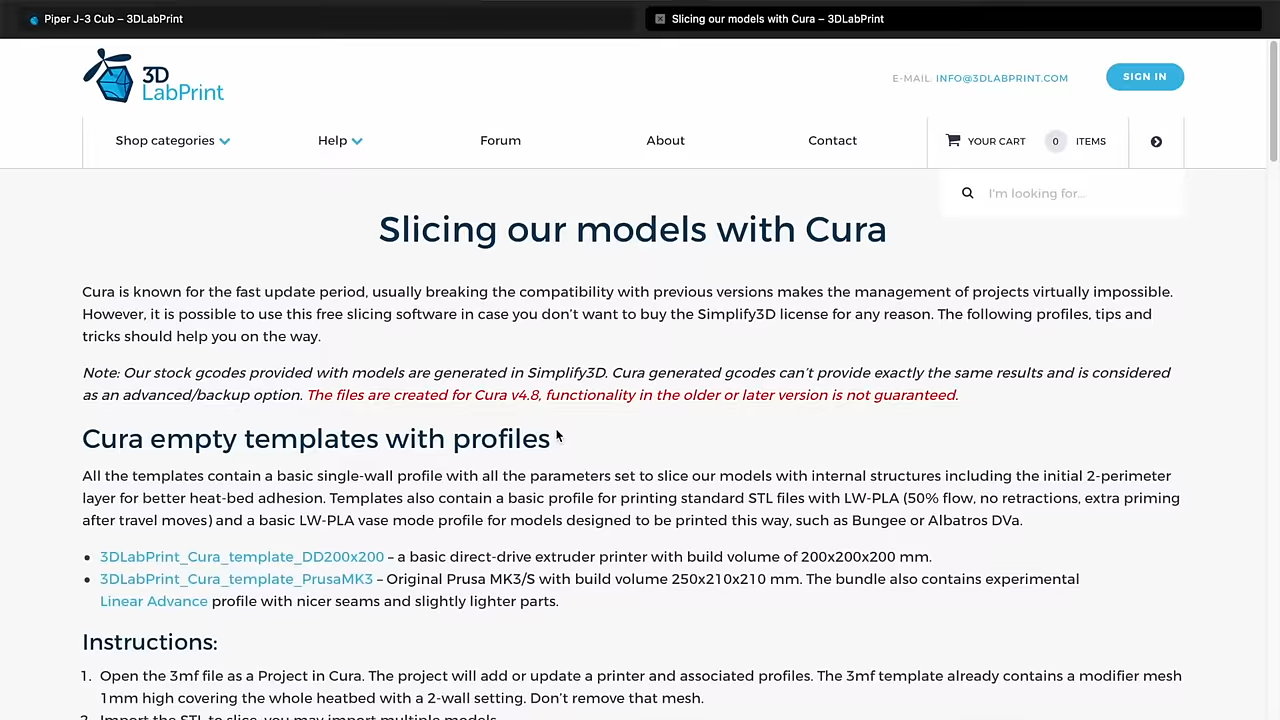 Piper J-3 Cub – 3DLabPrint
Slicing our models with Cura – 3DLabPrint
3D
LabPrint
E-MAIL: INFO@3DLABPRINT.COM
SIGN IN
Shop categories
Help
Forum
About
Contact
YOUR CART 0 ITEMS
I'm looking for...
Slicing our models with Cura
Cura is known for the fast update period, usually breaking the compatibility with previous versions makes the management of projects virtually impossible.
However, it is possible to use this free slicing software in case you don’t want to buy the Simplify3D license for any reason. The following profiles, tips and
tricks should help you on the way.
Note: Our stock gcodes provided with models are generated in Simplify3D. Cura generated gcodes can’t provide exactly the same results and is considered
as an advanced/backup option. The files are created for Cura v4.8, functionality in the older or later version is not guaranteed.
Cura empty templates with profiles
All the templates contain a basic single-wall profile with all the parameters set to slice our models with internal structures including the initial 2-perimeter
layer for better heat-bed adhesion. Templates also contain a basic profile for printing standard STL files with LW-PLA (50% flow, no retractions, extra priming
after travel moves) and a basic LW-PLA vase mode profile for models designed to be printed this way, such as Bungee or Albatros DVa.
• 3DLabPrint_Cura_template_DD200x200 – a basic direct-drive extruder printer with build volume of 200x200x200 mm.
• 3DLabPrint_Cura_template_PrusaMK3 – Original Prusa MK3/S with build volume 250x210x210 mm. The bundle also contains experimental
Linear Advance profile with nicer seams and slightly lighter parts.
Instructions:
1. Open the 3mf file as a Project in Cura. The project will add or update a printer and associated profiles. The 3mf template already contains a modifier mesh
1mm high covering the whole heatbed with a 2-wall setting. Don’t remove that mesh.
2. Import the STL to slice, you may import multiple models.